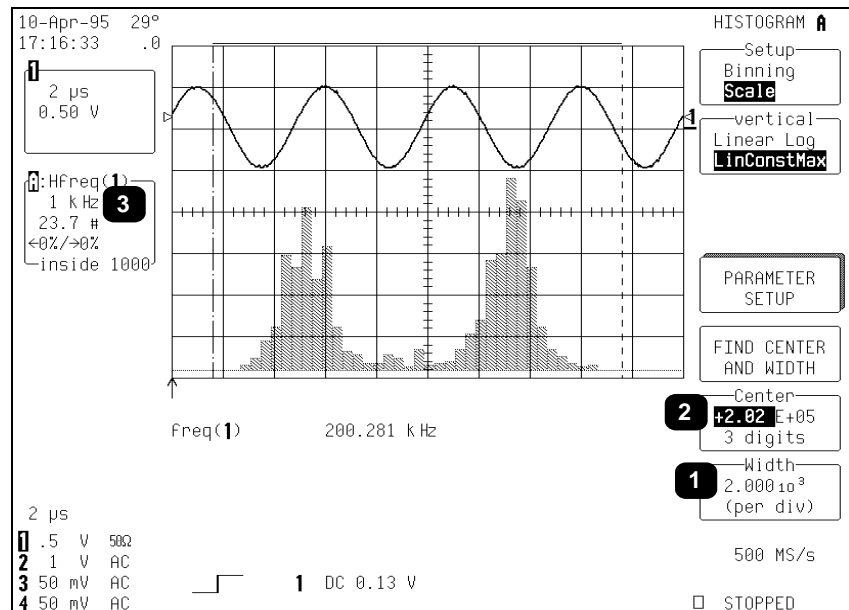 10-Apr-95 29°
17:16:33 .0
1
2 µs
0.50 V
A:Hfreq(1)
1 kHz
23.7 #
←0%/→0%
inside 1000
3
1
freq(1) 200.281 kHz
HISTOGRAM A
Setup
Binning
Scale
vertical
Linear Log
LinConstMax
PARAMETER
SETUP
FIND CENTER
AND WIDTH
Center
2
+2.02 E+05
3 digits
Width
1
2.000 10³
(per div)
2 µs
1 .5 V 50Ω
2 1 V AC
3 50 mV AC
4 50 mV AC
1 DC 0.13 V
500 MS/s
STOPPED